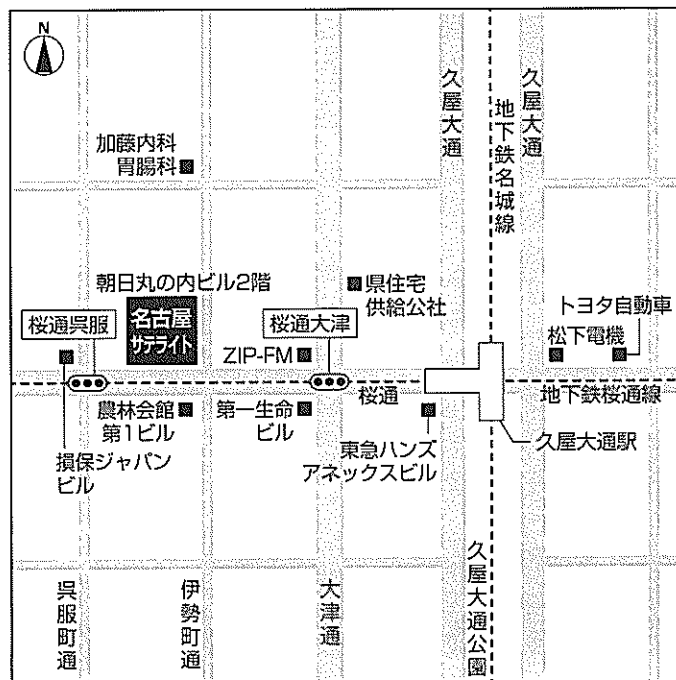 N
久屋大通
地下鉄名城線
久屋大通
加藤内科
胃腸科
朝日丸の内ビル2階
県住宅
供給公社
トヨタ自動車
桜通呉服
名古屋
サテライト
桜通大津
松下電機
ZIP-FM
桜通
地下鉄桜通線
農林会館
第1ビル
第一生命
ビル
東急ハンズ
アネックスビル
久屋大通駅
損保ジャパン
ビル
呉服町通
伊勢町通
大津通
久屋大通公園